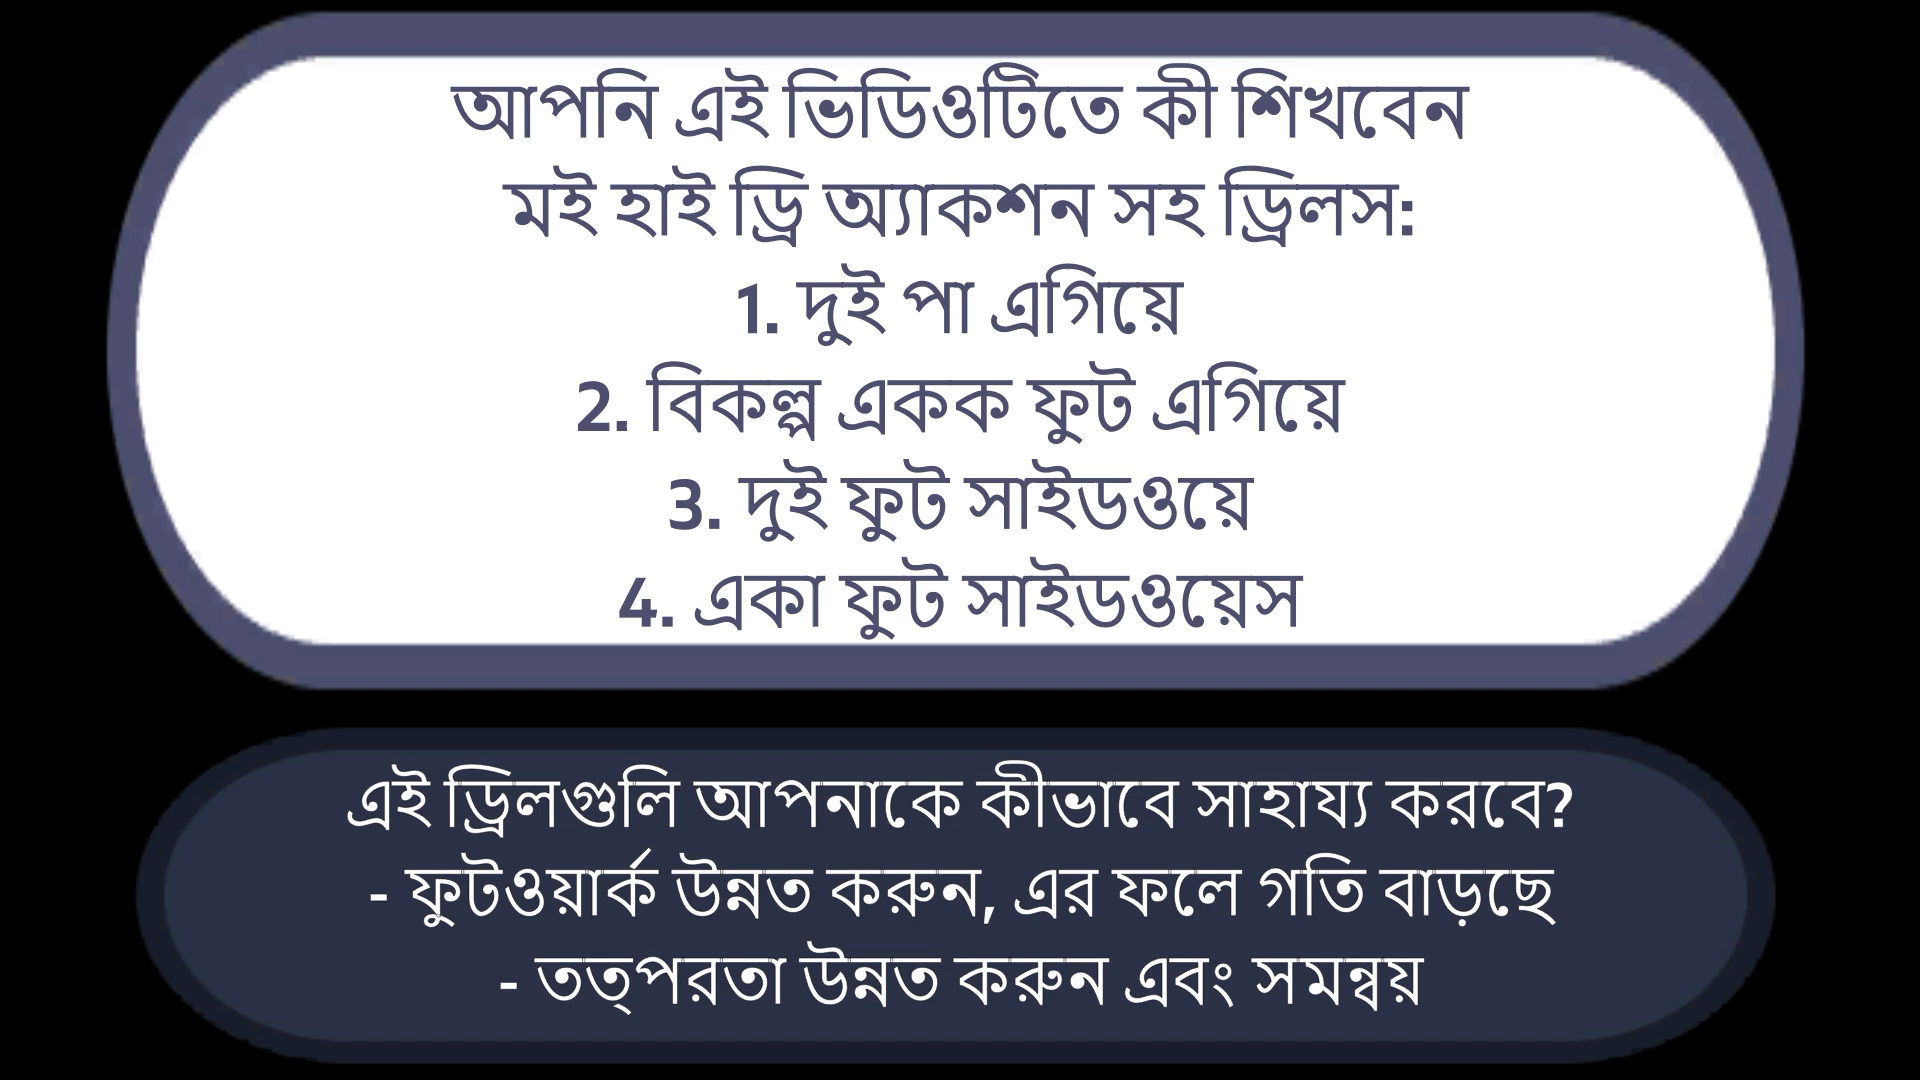 আপনি এই ভিডিওটিতে কী শিখবেন
মই হাই ড্রি অ্যাকশন সহ ড্রিলস:
1. দুই পা এগিয়ে
2. বিকল্প একক ফুট এগিয়ে
3. দুই ফুট সাইডওয়ে
4. একা ফুট সাইডওয়েস
এই ড্রিলগুলি আপনাকে কীভাবে সাহায্য করবে?
- ফুটওয়ার্ক উন্নত করুন, এর ফলে গতি বাড়ছে
- তত্পরতা উন্নত করুন এবং সমন্বয়